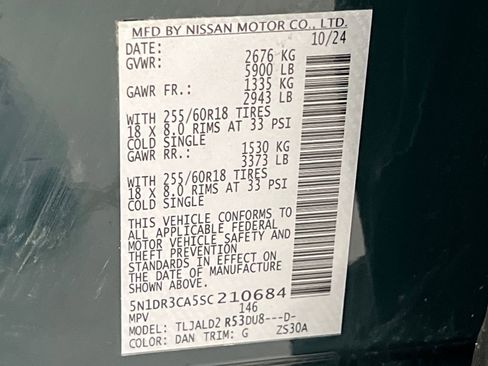 MFD BY NISSAN MOTOR CO., LTD.
DATE: 10/24
GVWR: 2676 KG
5900 LB
GAWR FR.: 1335 KG
2943 LB
WITH 255/60R18 TIRES
18 X 8.0 RIMS AT 33 PSI
COLD SINGLE
GAWR RR.: 1530 KG
3373 LB
WITH 255/60R18 TIRES
18 X 8.0 RIMS AT 33 PSI
COLD SINGLE
THIS VEHICLE CONFORMS TO
ALL APPLICABLE FEDERAL
MOTOR VEHICLE SAFETY AND
THEFT PREVENTION
STANDARDS IN EFFECT ON
THE DATE OF MANUFACTURE
SHOWN ABOVE.
5N1DR3CA5SC210684
MPV 146
MODEL: TLJALD2 R53DU8---D-
COLOR: DAN TRIM: G ZS30A